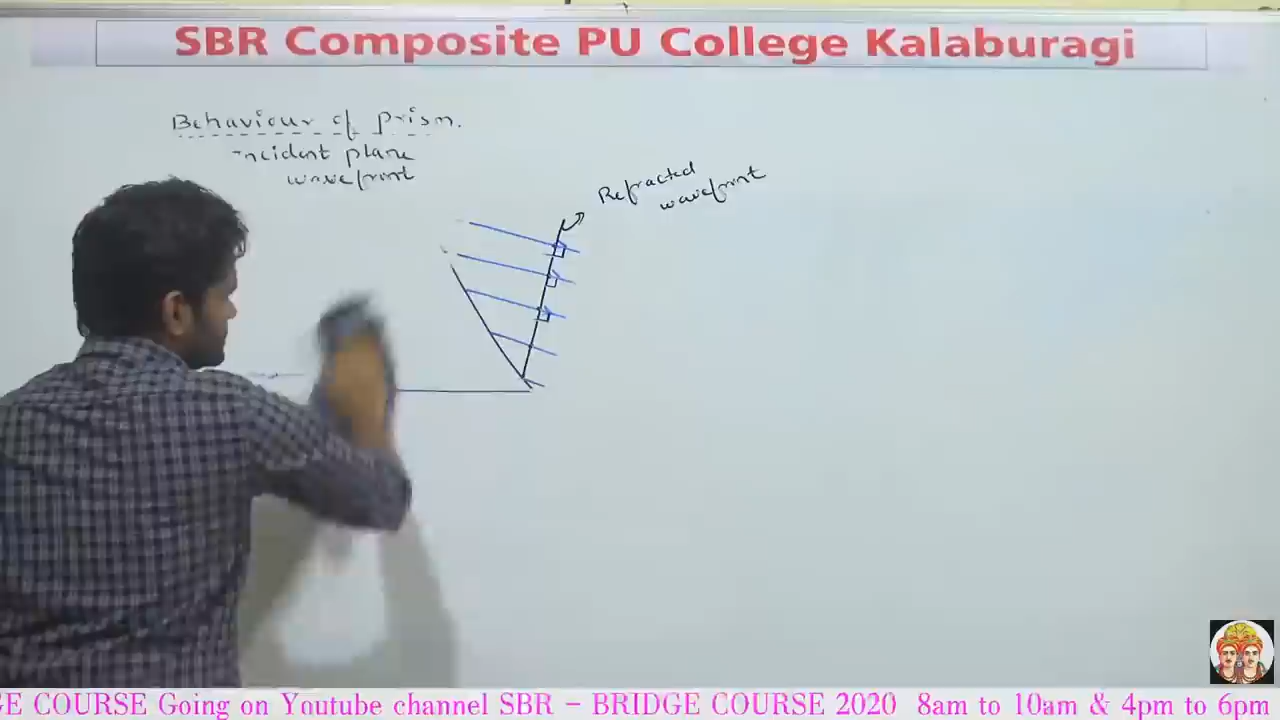 SBR Composite PU College Kalaburagi
Behaviour of prism.
incident plane
wavefront
Refracted
wavefront
GE COURSE Going on Youtube channel SBR – BRIDGE COURSE 2020 8am to 10am & 4pm to 6pm